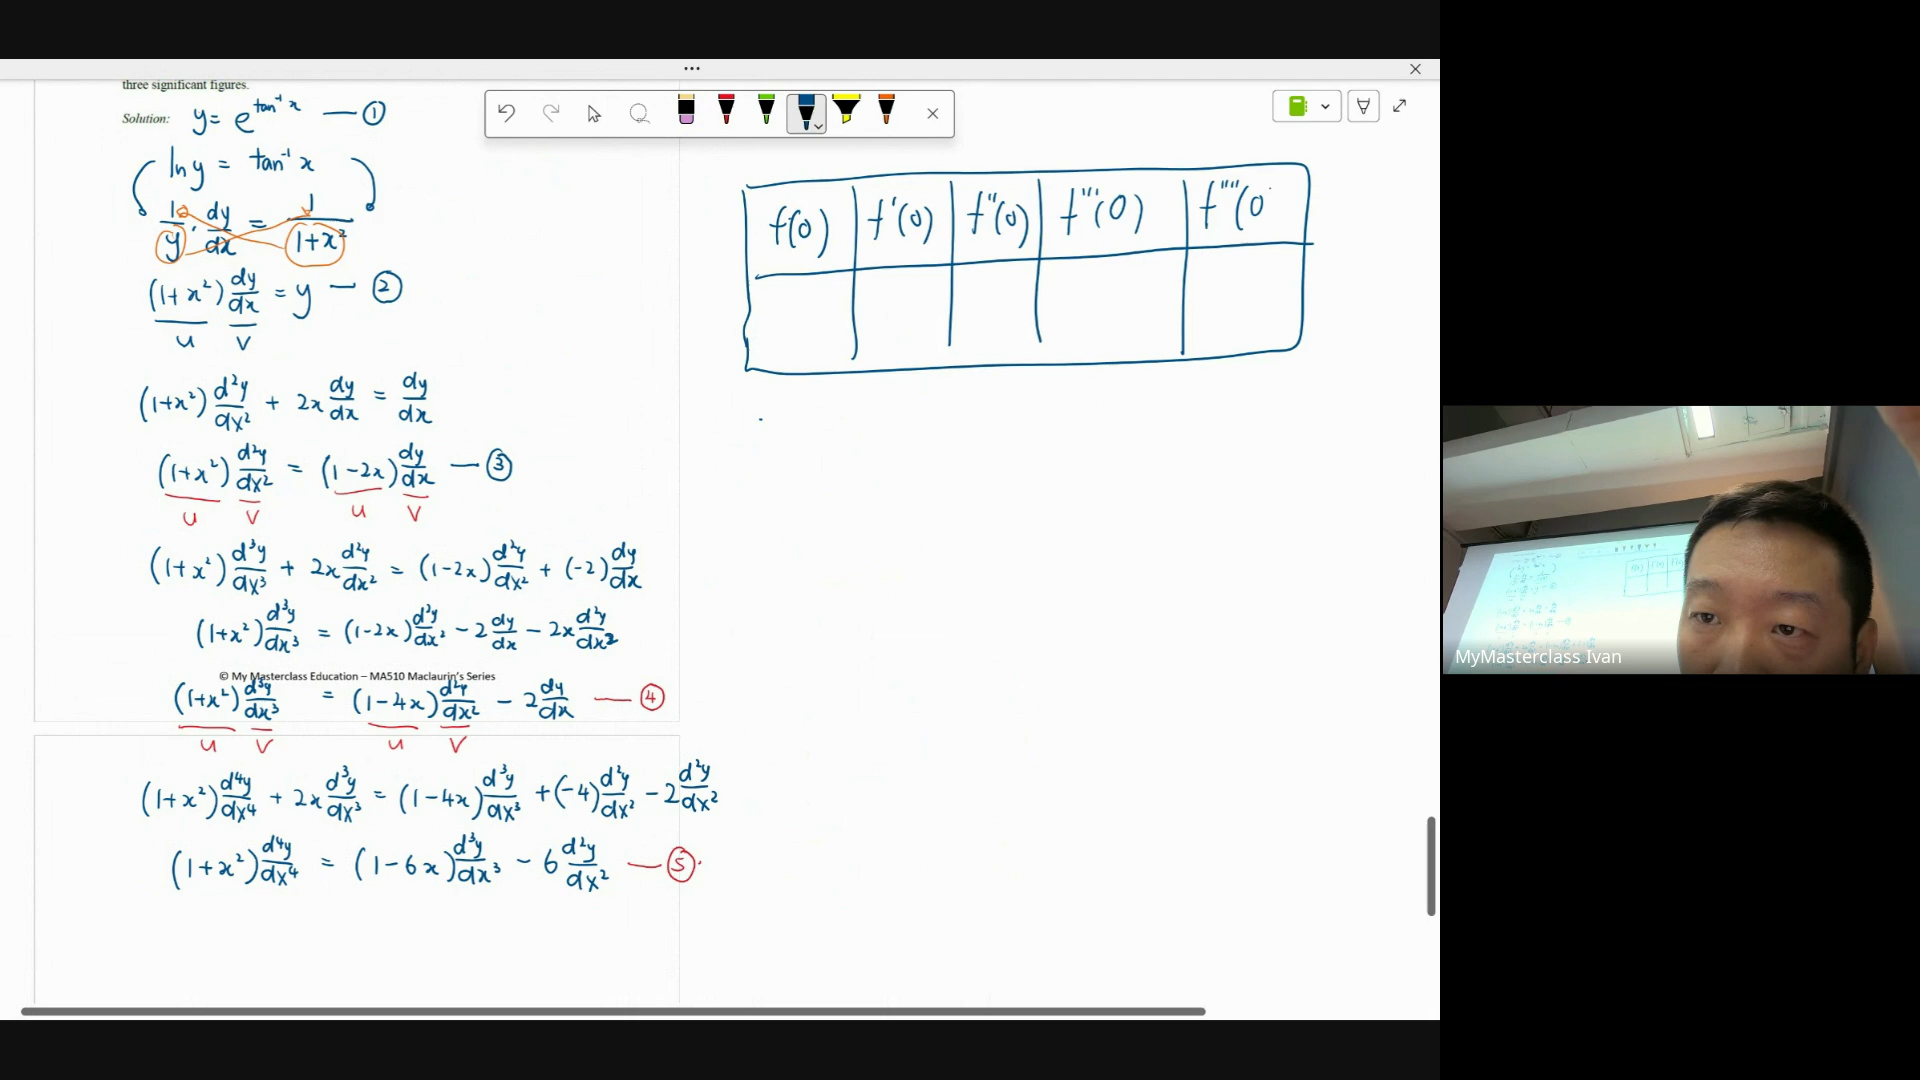 three significant figures.
Solution: y = e^{tan⁻¹ x} — ①
ln y = tan⁻¹ x
1/y · dy/dx = 1/(1+x²)
(1+x²) dy/dx = y — ②
u v
(1+x²) d²y/dx² + 2x dy/dx = dy/dx
(1+x²) d²y/dx² = (1-2x) dy/dx — ③
u v u v
(1+x²) d³y/dx³ + 2x d²y/dx² = (1-2x) d²y/dx² + (-2) dy/dx
(1+x²) d³y/dx³ = (1-2x) d²y/dx² - 2 dy/dx - 2x d²y/dx²
© My Masterclass Education – MA510 Maclaurin's Series
(1+x²) d³y/dx³ = (1-4x) d²y/dx² - 2 dy/dx — ④
u v u v
(1+x²) d⁴y/dx⁴ + 2x d³y/dx³ = (1-4x) d³y/dx³ + (-4) d²y/dx² - 2 d²y/dx²
(1+x²) d⁴y/dx⁴ = (1-6x) d³y/dx³ - 6 d²y/dx² — ⑤
f(0) f'(0) f''(0) f'''(0) f''''(0
MyMasterclass Ivan